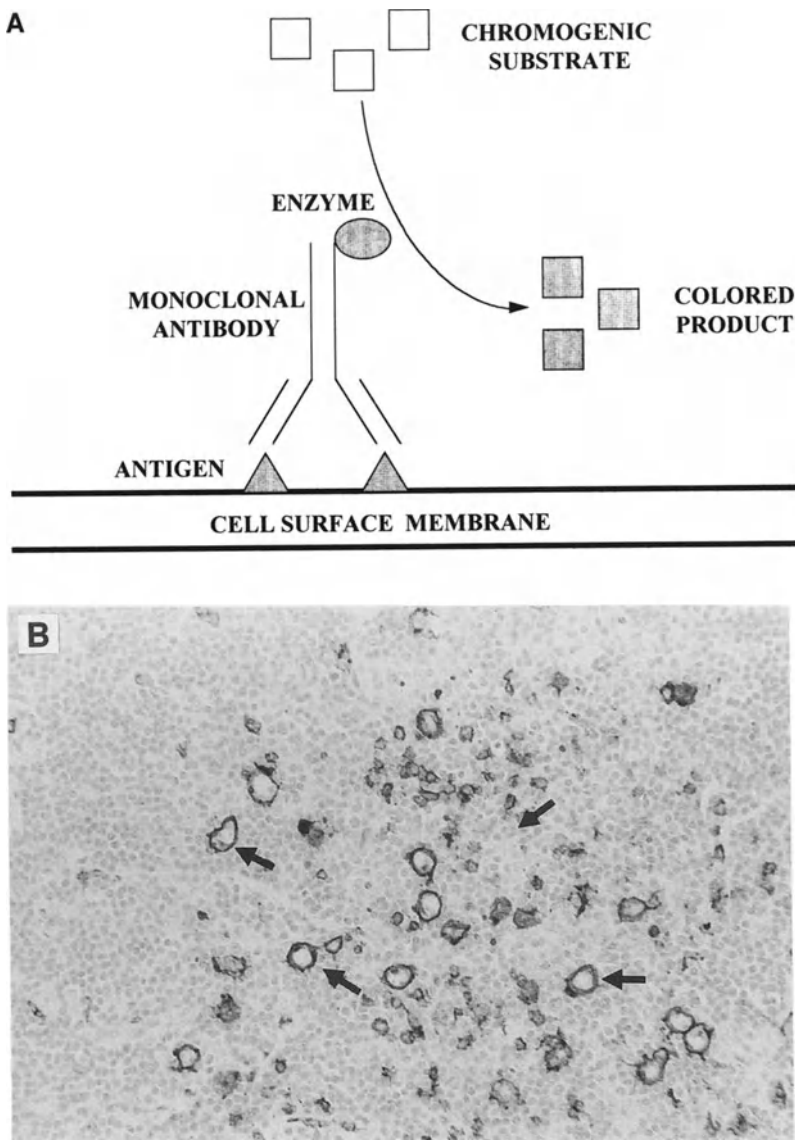 A
CHROMOGENIC
SUBSTRATE
ENZYME
MONOCLONAL
ANTIBODY
COLORED
PRODUCT
ANTIGEN
CELL SURFACE MEMBRANE
B